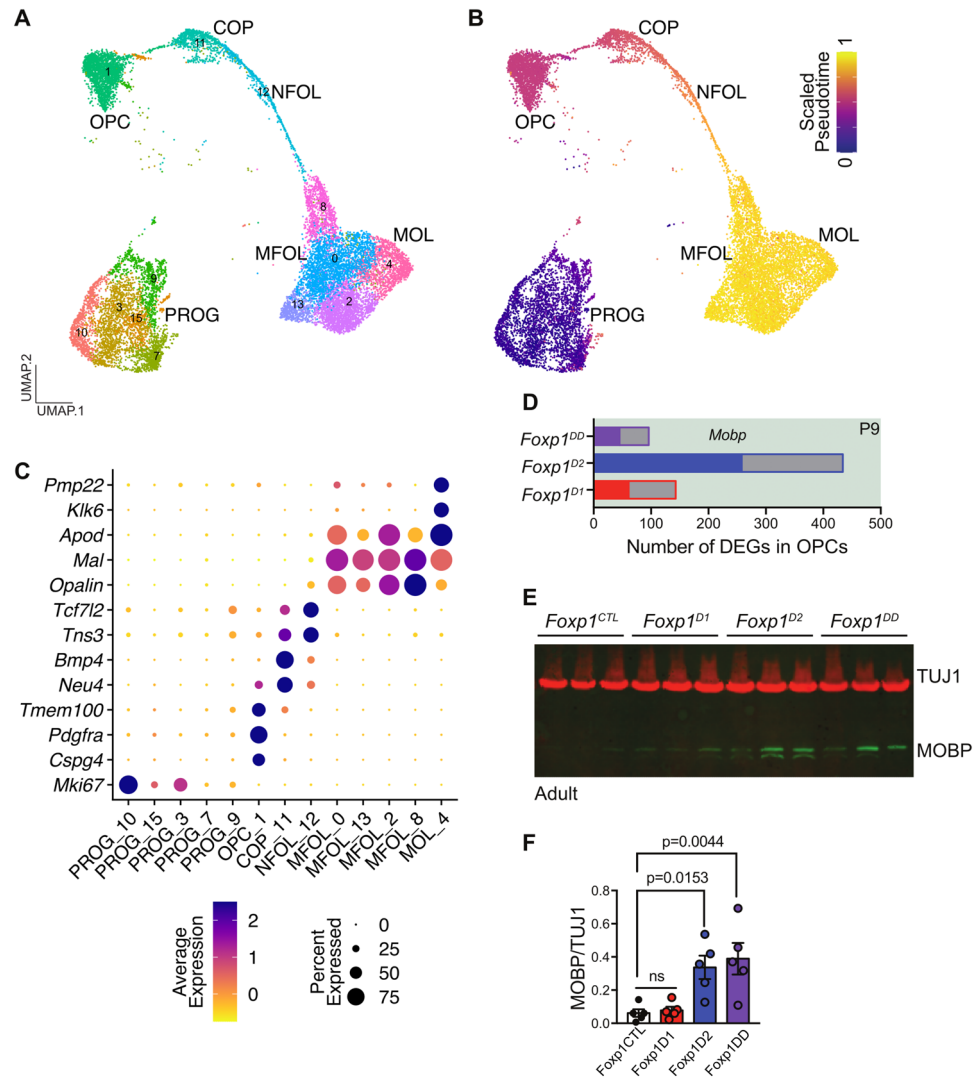 A
COP
11
1
12
NFOL
OPC
8
MFOL
MOL
0
4
9
13
2
3
15
PROG
10
7
UMAP.2
UMAP.1
B
COP
NFOL
OPC
MFOL
MOL
PROG
Scaled
Pseudotime
0
1
C
Pmp22
Klk6
Apod
Mal
Opalin
Tcf7l2
Tns3
Bmp4
Neu4
Tmem100
Pdgfra
Cspg4
Mki67
PROG_10
PROG_15
PROG_3
PROG_7
PROG_9
OPC_1
COP_11
NFOL_12
MFOL_0
MFOL_13
MFOL_2
MFOL_8
MOL_4
Average
Expression
2
1
0
Percent
Expressed
0
25
50
75
D
P9
Mobp
Foxp1DD
Foxp1D2
Foxp1D1
0 100 200 300 400 500
Number of DEGs in OPCs
E
Foxp1CTL Foxp1D1 Foxp1D2 Foxp1DD
TUJ1
MOBP
Adult
F
p=0.0044
p=0.0153
ns
MOBP/TUJ1
0.8
0.6
0.4
0.2
0.0
Foxp1CTL
Foxp1D1
Foxp1D2
Foxp1DD